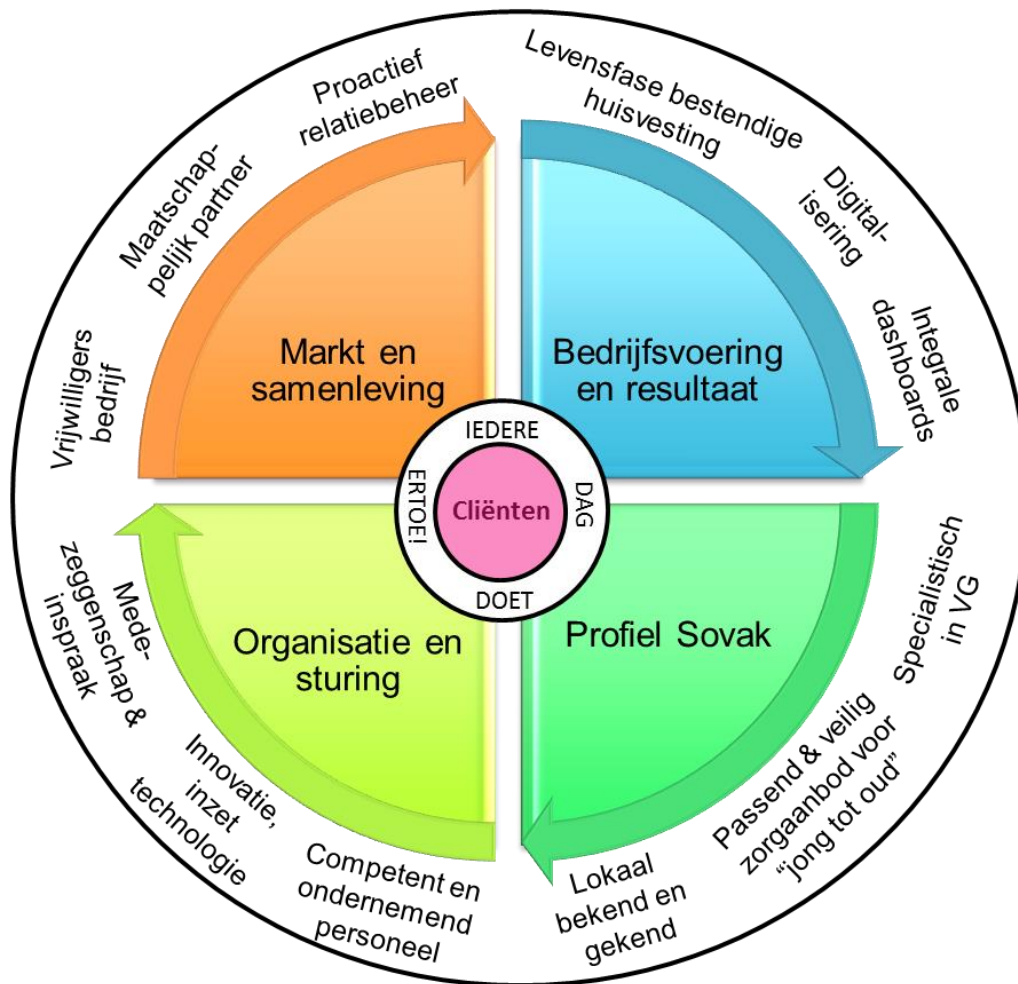 Proactief
relatiebeheer
Maatschap-
pelijk partner
Vrijwilligers
bedrijf
Markt en
samenleving
Levensfase bestendige
huisvesting
Digital-
isering
Integrale
dashboards
Bedrijfsvoering
en resultaat
IEDERE
DAG
DOET
ERTOE!
Cliënten
Profiel Sovak
Specialistisch
in VG
Passend & veilig
zorgaanbod voor
“jong tot oud”
Lokaal
bekend en
gekend
Organisatie en
sturing
Competent en
ondernemend
personeel
Innovatie,
inzet
technologie
Mede-
zeggenschap &
inspraak